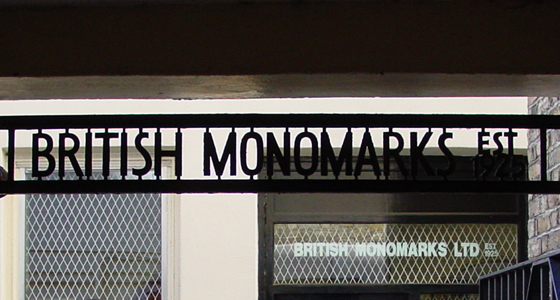 BRITISH MONOMARKS EST 1925
BRITISH MONOMARKS LTD EST 1925